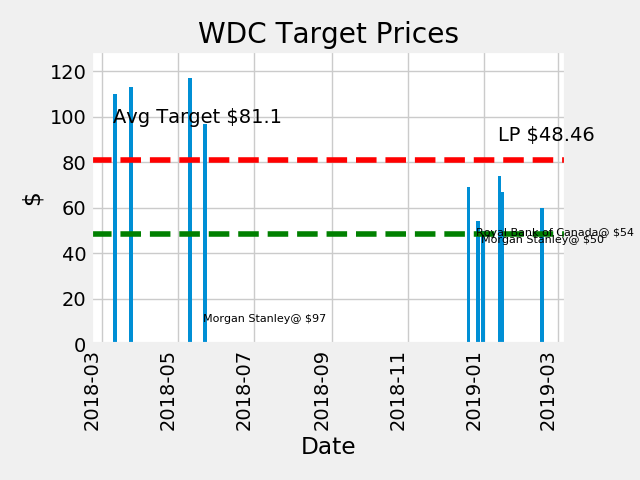 WDC Target Prices
120
100
80
60
40
20
0
$
Avg Target $81.1
LP $48.46
Royal Bank of Canada@ $54
Morgan Stanley@ $50
Morgan Stanley@ $97
2018-03
2018-05
2018-07
2018-09
2018-11
2019-01
2019-03
Date